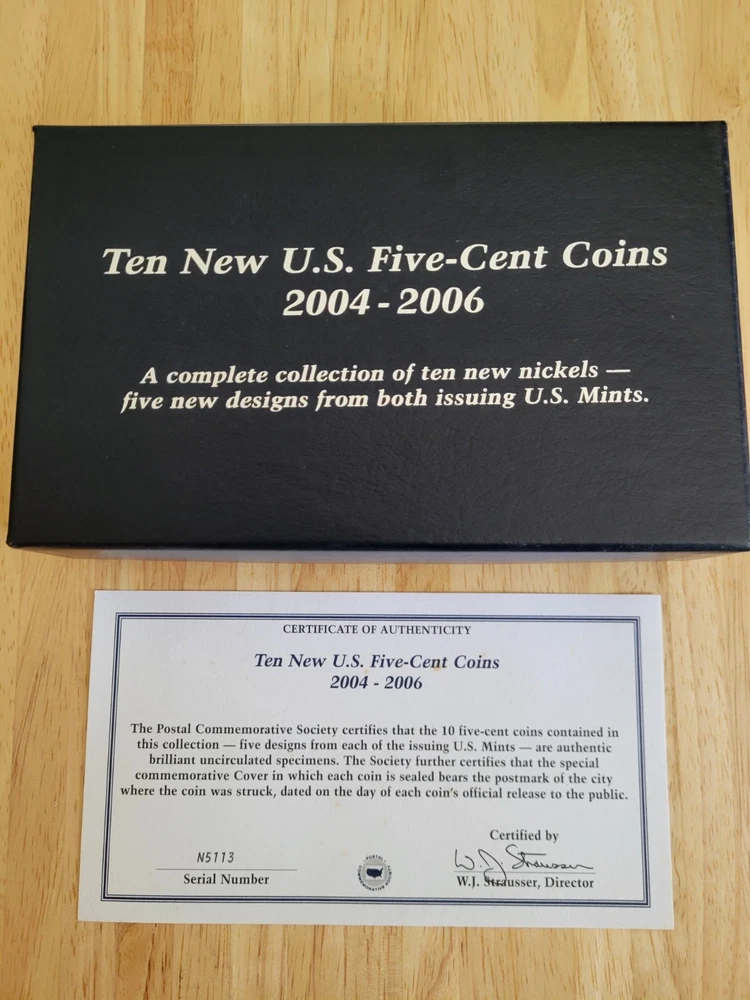 Ten New U.S. Five-Cent Coins
2004 - 2006
A complete collection of ten new nickels —
five new designs from both issuing U.S. Mints.
CERTIFICATE OF AUTHENTICITY
Ten New U.S. Five-Cent Coins
2004 - 2006
The Postal Commemorative Society certifies that the 10 five-cent coins contained in
this collection — five designs from each of the issuing U.S. Mints — are authentic
brilliant uncirculated specimens. The Society further certifies that the special
commemorative Cover in which each coin is sealed bears the postmark of the city
where the coin was struck, dated on the day of each coin's official release to the public.
Certified by
N5113
W.J. Strausser
Serial Number
POSTAL COMMEMORATIVE SOCIETY
W.J. Strausser, Director